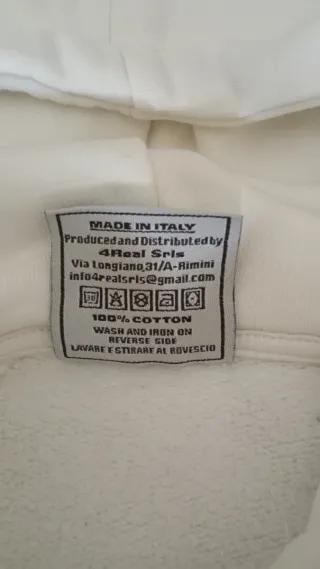 MADE IN ITALY
Produced and Distributed by
4Real Srls
Via Longiano,31/A-Rimini
info4realsrls@gmail.com
30
100% COTTON
WASH AND IRON ON
REVERSE SIDE
LAVARE E STIRARE AL ROVESCIO